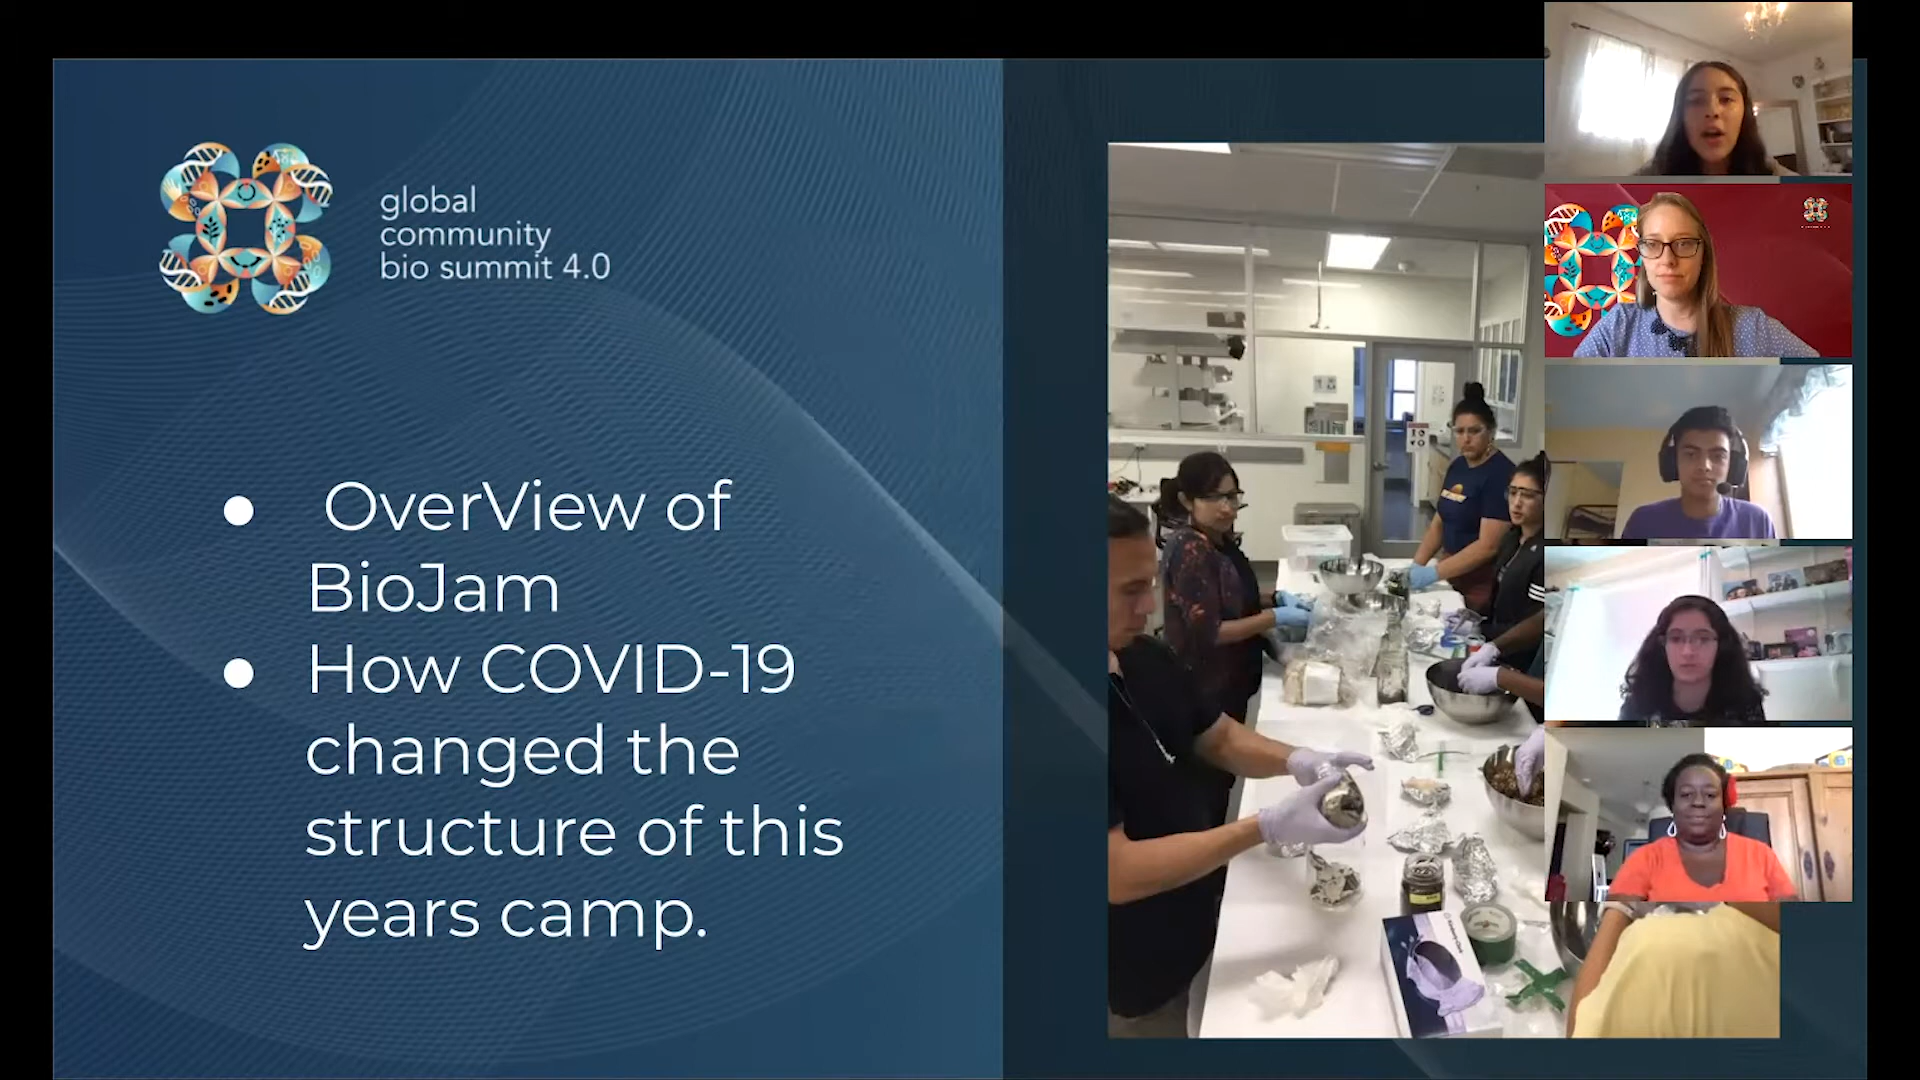 global
community
bio summit 4.0
● OverView of
BioJam
● How COVID-19
changed the
structure of this
years camp.